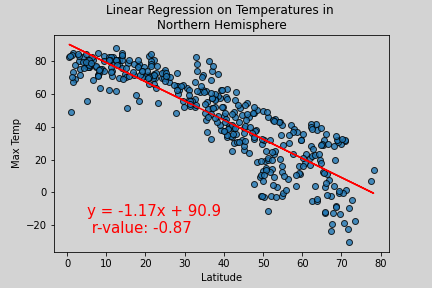 Linear Regression on Temperatures in
Northern Hemisphere
Max Temp
80
60
40
20
0
−20
y = -1.17x + 90.9
r-value: -0.87
0 10 20 30 40 50 60 70 80
Latitude